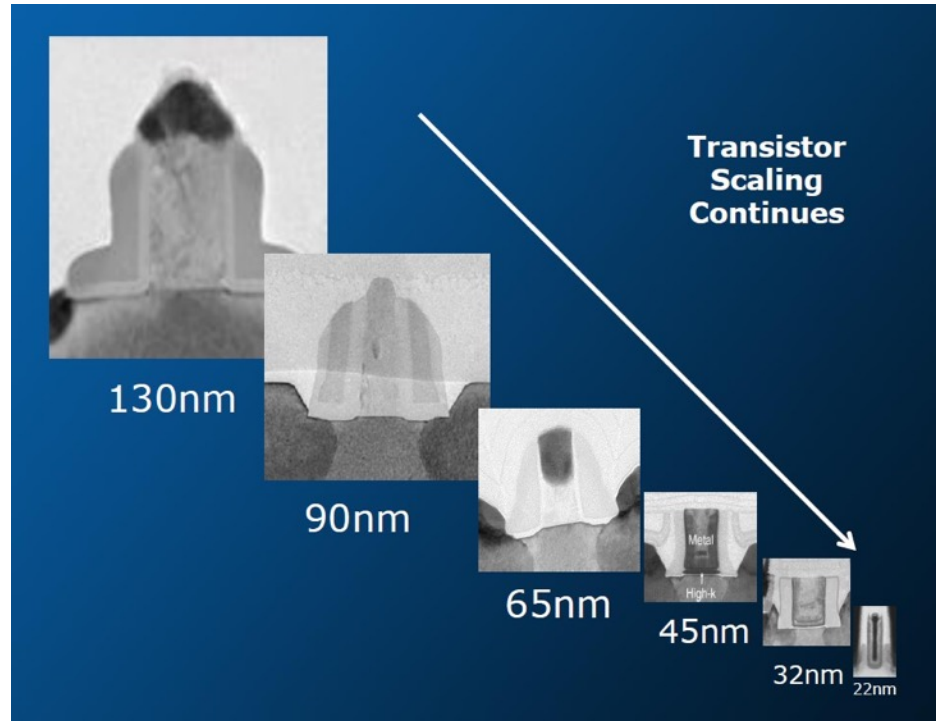 Transistor
Scaling
Continues
130nm
90nm
65nm
Metal
High-k
45nm
32nm
22nm